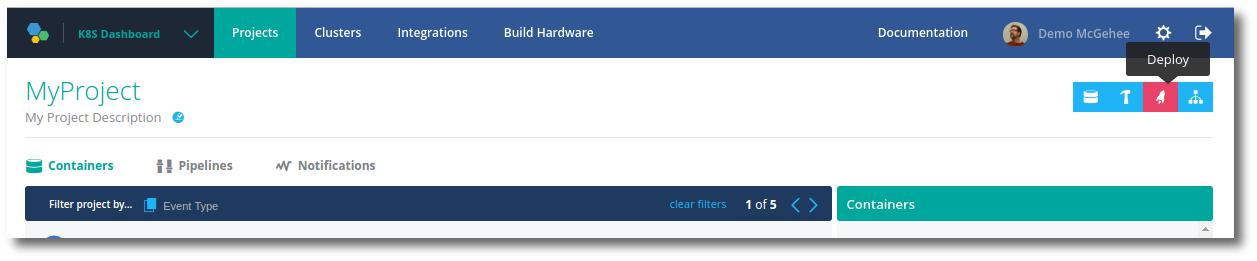 K8S Dashboard Projects Clusters Integrations Build Hardware Documentation Demo McGehee
Deploy
MyProject
My Project Description
Containers Pipelines Notifications
Filter project by... Event Type clear filters 1 of 5 Containers